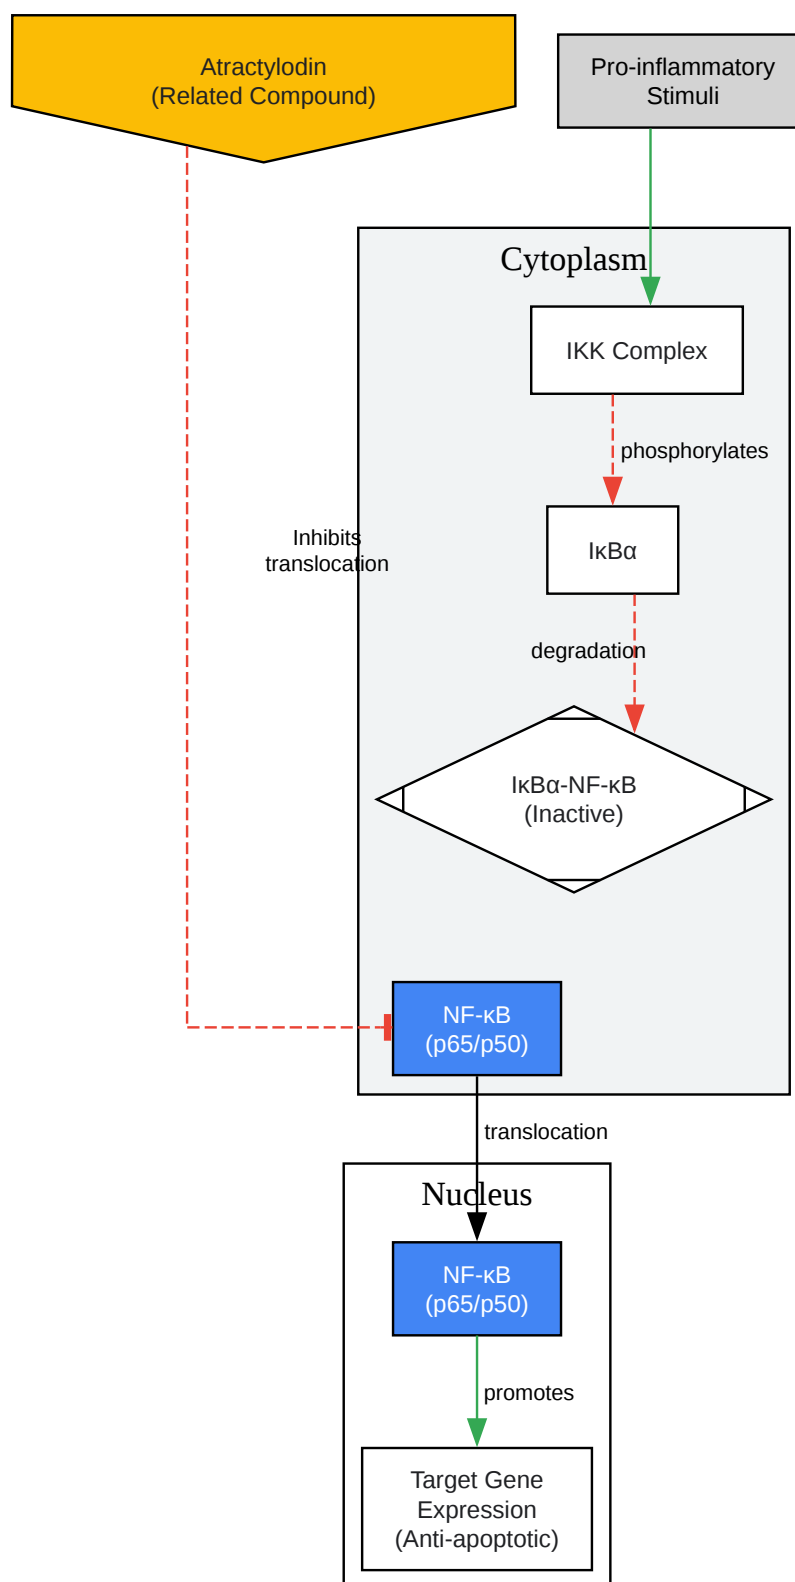 Atractylodin
(Related Compound)
Pro-inflammatory
Stimuli
Cytoplasm
IKK Complex
phosphorylates
Inhibits
translocation
IκBα
degradation
IκBα-NF-κB
(Inactive)
NF-κB
(p65/p50)
translocation
Nucleus
NF-κB
(p65/p50)
promotes
Target Gene
Expression
(Anti-apoptotic)